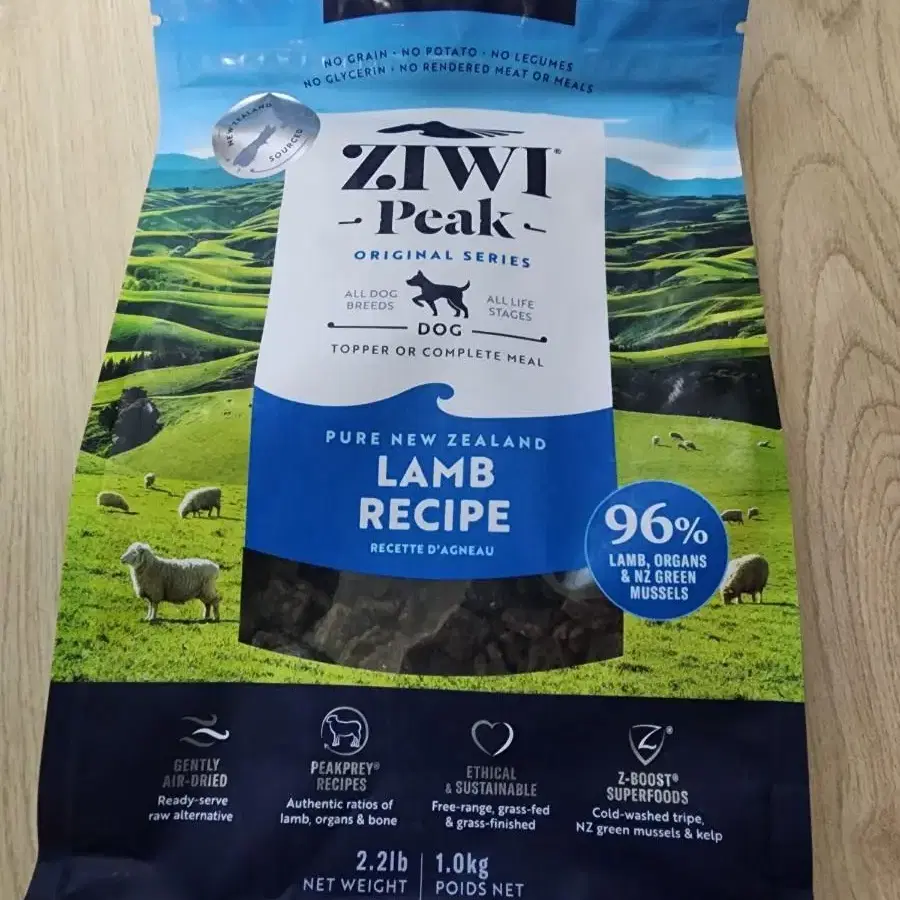 NO GRAIN • NO POTATO • NO LEGUMES
NO GLYCERIN • NO RENDERED MEAT OR MEALS
NEW ZEALAND
SOURCED
ZIWI®
Peak
ORIGINAL SERIES
ALL DOG
BREEDS
ALL LIFE
STAGES
DOG
TOPPER OR COMPLETE MEAL
PURE NEW ZEALAND
LAMB
RECIPE
RECETTE D'AGNEAU
96%
LAMB, ORGANS
& NZ GREEN
MUSSELS
GENTLY
AIR-DRIED
Ready-serve
raw alternative
PEAKPREY®
RECIPES
Authentic ratios of
lamb, organs & bone
ETHICAL
& SUSTAINABLE
Free-range, grass-fed
& grass-finished
Z®
Z-BOOST®
SUPERFOODS
Cold-washed tripe,
NZ green mussels & kelp
2.2lb
NET WEIGHT
1.0kg
POIDS NET